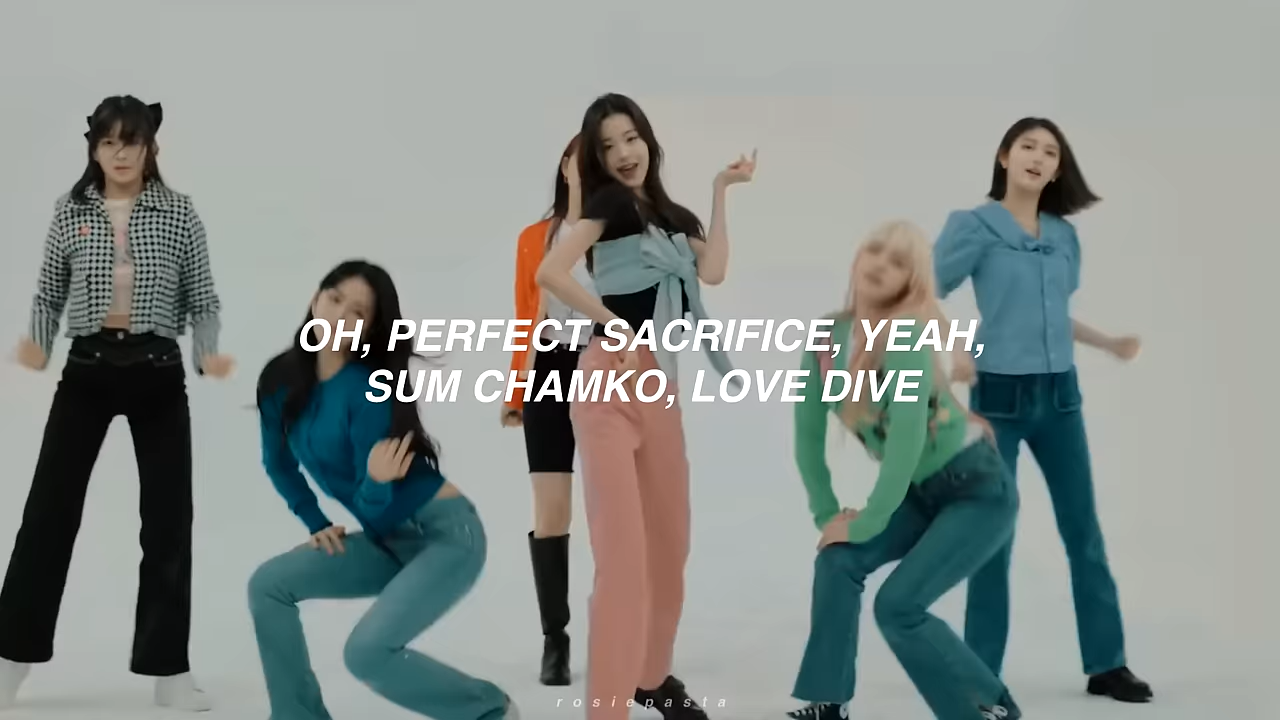 OH, PERFECT SACRIFICE, YEAH,
SUM CHAMKO, LOVE DIVE
rosiepasta